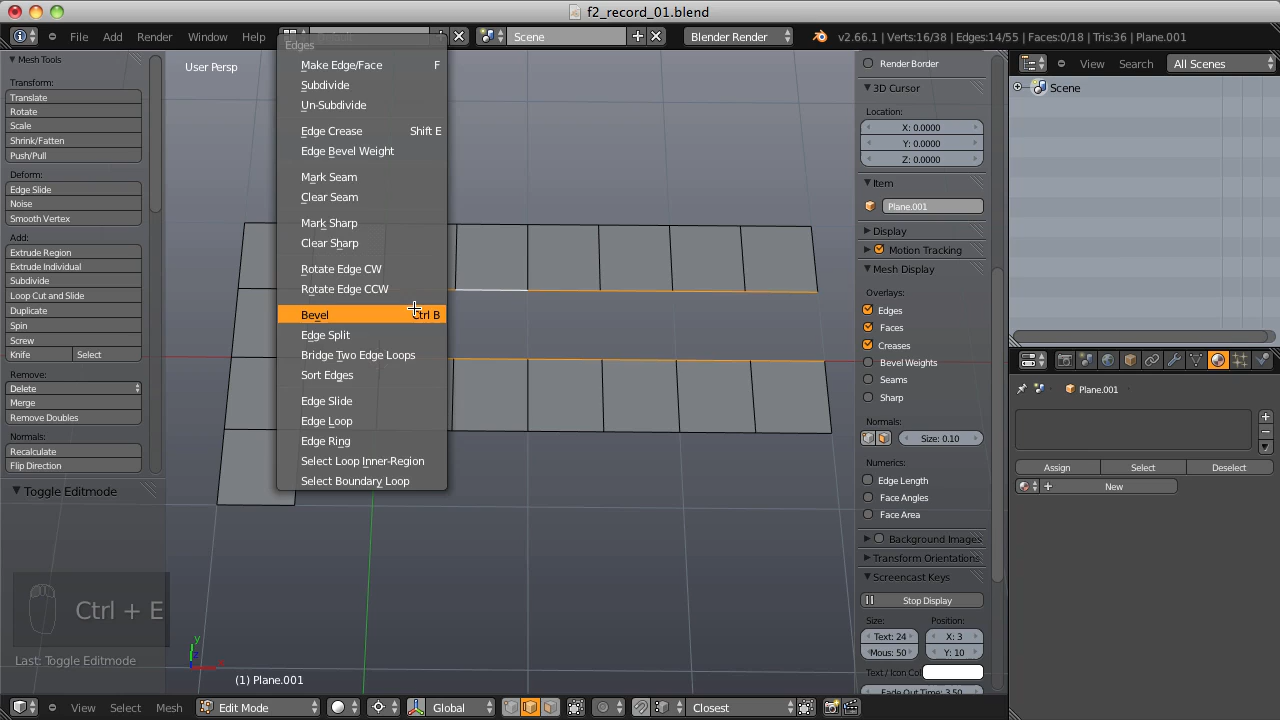 f2_record_01.blend
File Add Render Window Help
Scene
Blender Render
v2.66.1 | Verts:16/38 | Edges:14/55 | Faces:0/18 | Tris:36 | Plane.001
Mesh Tools
Transform:
Translate
Rotate
Scale
Shrink/Fatten
Push/Pull
Deform:
Edge Slide
Noise
Smooth Vertex
Add:
Extrude Region
Extrude Individual
Subdivide
Loop Cut and Slide
Duplicate
Spin
Screw
Knife Select
Remove:
Delete
Merge
Remove Doubles
Normals:
Recalculate
Flip Direction
Toggle Editmode
Ctrl + E
Last: Toggle Editmode
User Persp
Edges
Make Edge/Face F
Subdivide
Un-Subdivide
Edge Crease Shift E
Edge Bevel Weight
Mark Seam
Clear Seam
Mark Sharp
Clear Sharp
Rotate Edge CW
Rotate Edge CCW
Bevel Ctrl B
Edge Split
Bridge Two Edge Loops
Sort Edges
Edge Slide
Edge Loop
Edge Ring
Select Loop Inner-Region
Select Boundary Loop
y
(1) Plane.001
View Select Mesh
Edit Mode
Global
Closest
Render Border
3D Cursor
Location:
X: 0.0000
Y: 0.0000
Z: 0.0000
Item
Plane.001
Display
Motion Tracking
Mesh Display
Overlays:
Edges
Faces
Creases
Bevel Weights
Seams
Sharp
Normals:
Size: 0.10
Numerics:
Edge Length
Face Angles
Face Area
Background Images
Transform Orientations
Screencast Keys
Stop Display
Size: Position:
Text: 24 X: 3
Mous: 50 Y: 10
Text / Icon Col
Fade Out Time: 3.50
View Search All Scenes
Scene
Plane.001
Assign Select Deselect
New